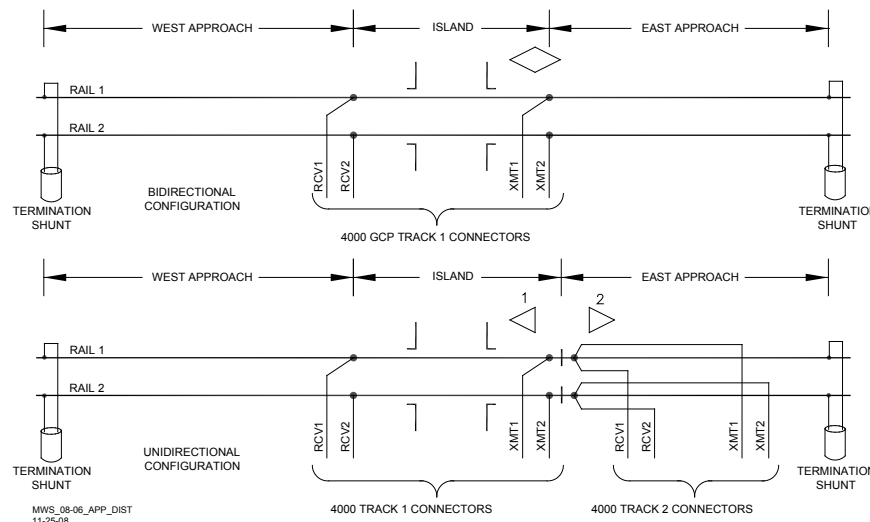 WEST APPROACH
ISLAND
EAST APPROACH
RAIL 1
RAIL 2
RCV1
RCV2
XMT1
XMT2
TERMINATION
SHUNT
BIDIRECTIONAL
CONFIGURATION
TERMINATION
SHUNT
4000 GCP TRACK 1 CONNECTORS
WEST APPROACH
ISLAND
EAST APPROACH
1
2
RAIL 1
RAIL 2
RCV1
RCV2
XMT1
XMT2
RCV1
RCV2
XMT1
XMT2
TERMINATION
SHUNT
UNIDIRECTIONAL
CONFIGURATION
TERMINATION
SHUNT
4000 TRACK 1 CONNECTORS
4000 TRACK 2 CONNECTORS
MWS_08-06_APP_DIST
11-25-08